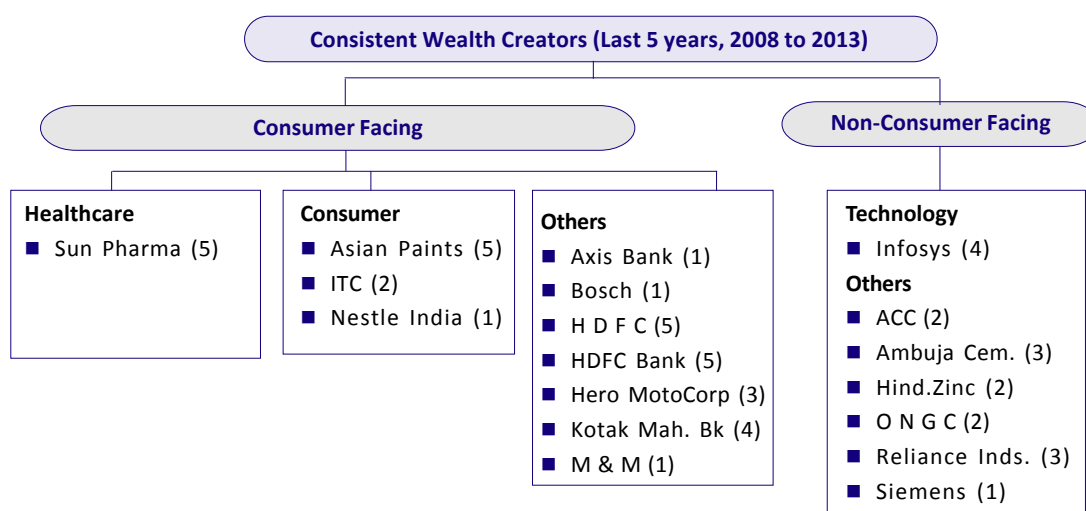 Consistent Wealth Creators (Last 5 years, 2008 to 2013)
Consumer Facing
Non-Consumer Facing
Healthcare
Sun Pharma (5)
Consumer
Asian Paints (5)
ITC (2)
Nestle India (1)
Others
Axis Bank (1)
Bosch (1)
H D F C (5)
HDFC Bank (5)
Hero MotoCorp (3)
Kotak Mah. Bk (4)
M & M (1)
Technology
Infosys (4)
Others
ACC (2)
Ambuja Cem. (3)
Hind.Zinc (2)
O N G C (2)
Reliance Inds. (3)
Siemens (1)